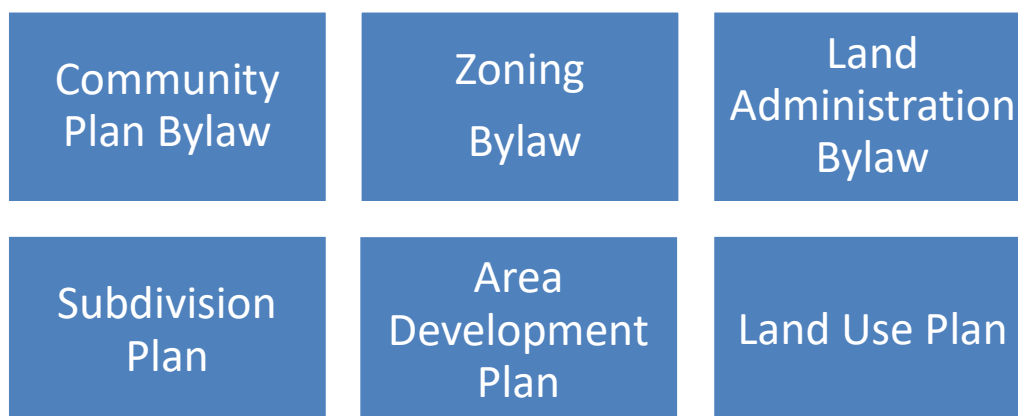 Community
Plan Bylaw
Zoning
Bylaw
Land
Administration
Bylaw
Subdivision
Plan
Area
Development
Plan
Land Use Plan